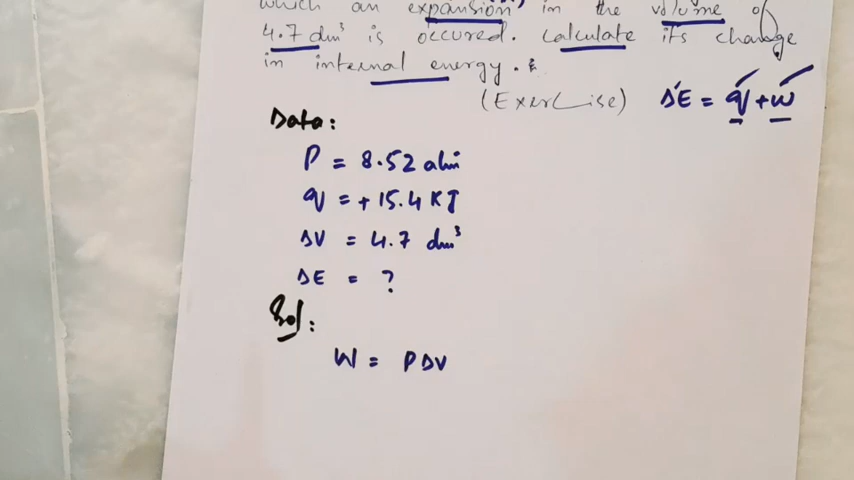 which an expansion in the volume of
4.7 dm³ is occured. Calculate its change
in internal energy.
(Exercise) ΔE = q + w
Data:
P = 8.52 atm
q = +15.4 KJ
ΔV = 4.7 dm³
ΔE = ?
Sol:
W = PΔV